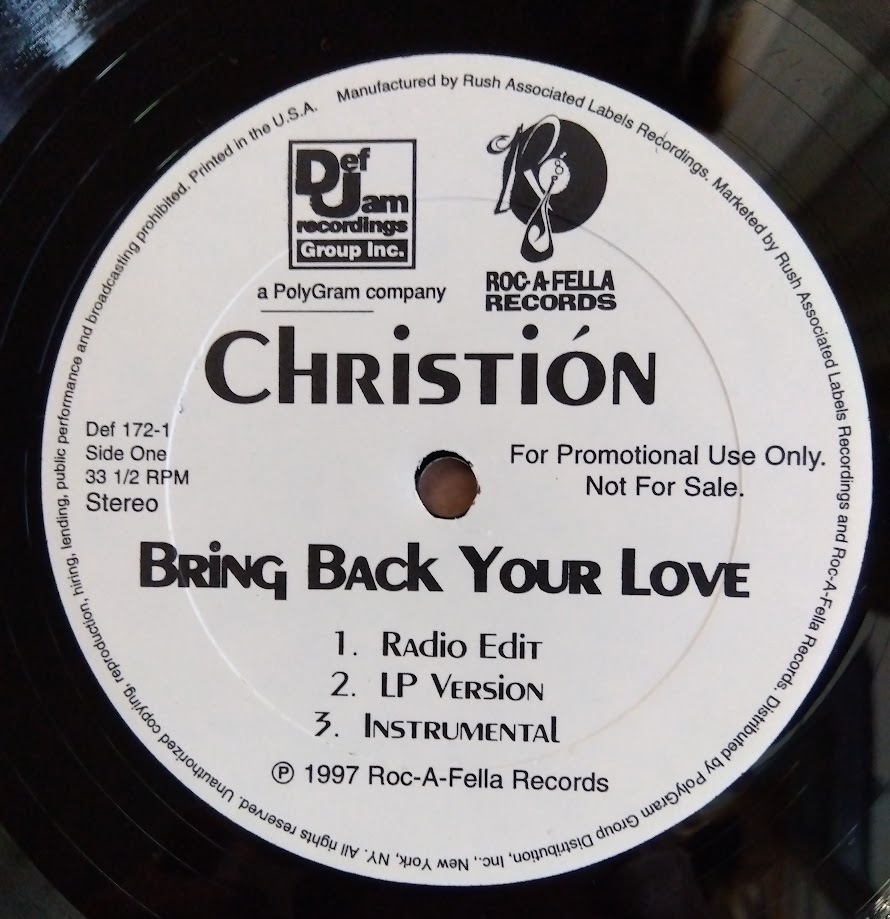 Manufactured by Rush Associated Labels Recordings. Marketed by Rush Associated Labels Recordings and Roc-A-Fella Records. Distributed by PolyGram Group Distribution, Inc., New York, NY. All rights reserved. Unauthorized copying, reproduction, hiring, lending, public performance and broadcasting prohibited. Printed in the U.S.A.
Def
Jam
recordings
Group Inc.
a PolyGram company
R
ROC-A-FELLA
RECORDS
Christión
Def 172-1
Side One
33 1/2 RPM
Stereo
For Promotional Use Only.
Not For Sale.
Bring Back Your Love
1. Radio Edit
2. LP Version
3. Instrumental
℗ 1997 Roc-A-Fella Records